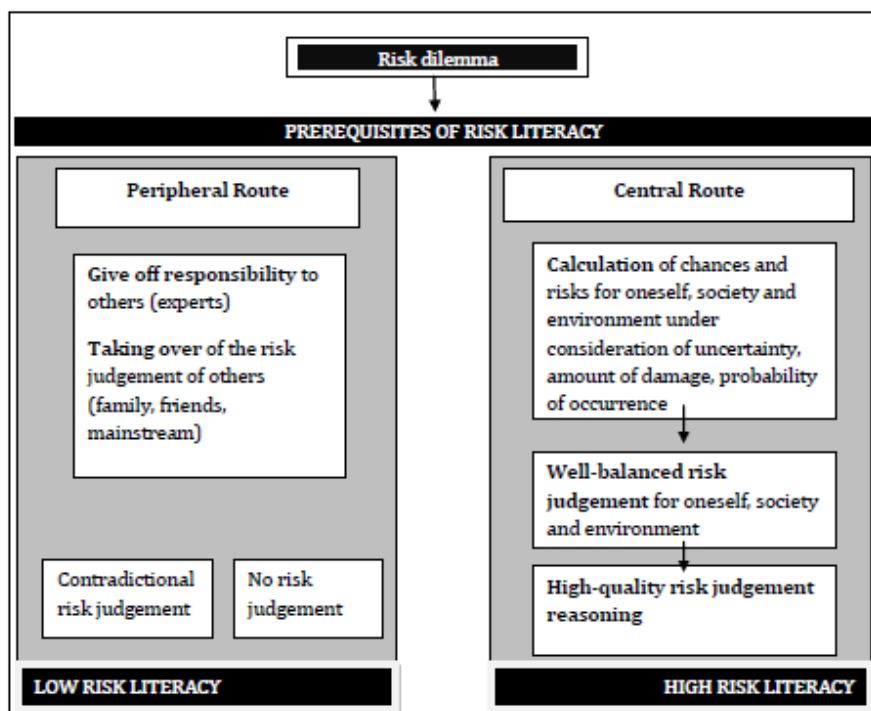 Risk dilemma
PREREQUISITES OF RISK LITERACY
Peripheral Route
Give off responsibility to
others (experts)
Taking over of the risk
judgement of others
(family, friends,
mainstream)
Contradictional
risk judgement
No risk
judgement
LOW RISK LITERACY
Central Route
Calculation of chances and
risks for oneself, society and
environment under
consideration of uncertainty,
amount of damage, probability
of occurrence
Well-balanced risk
judgement for oneself, society
and environment
High-quality risk judgement
reasoning
HIGH RISK LITERACY